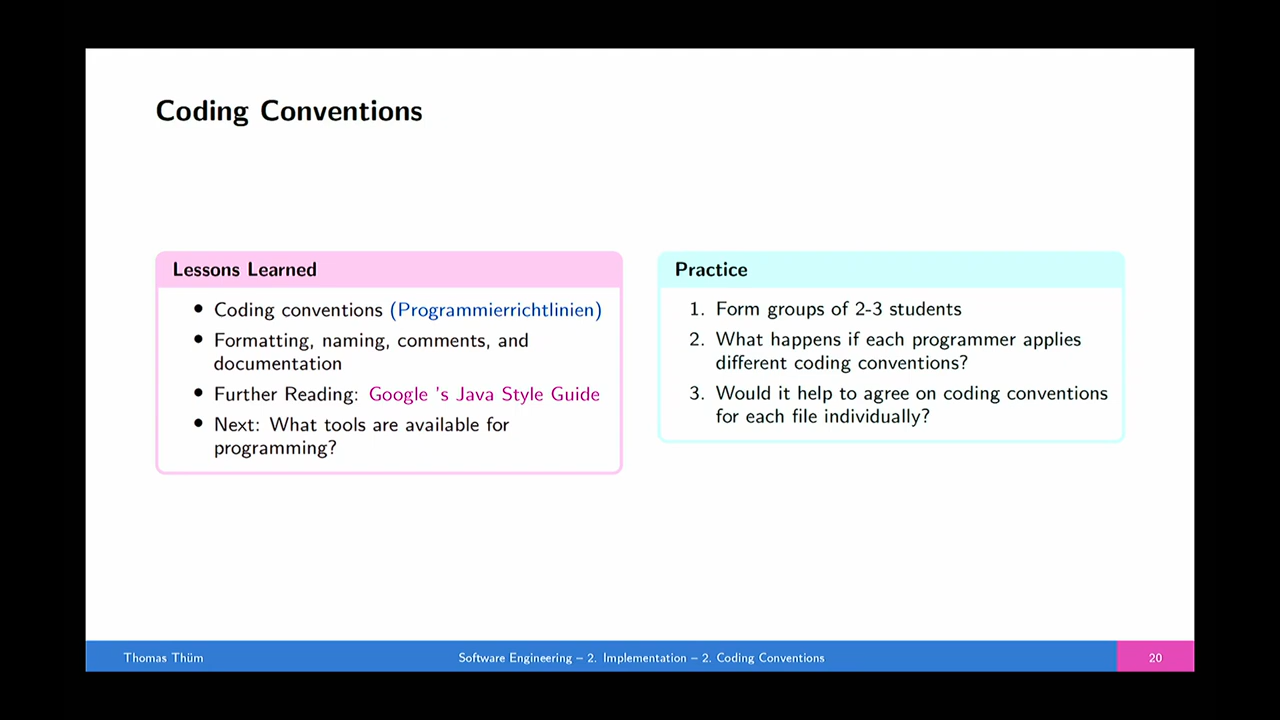 Coding Conventions
Lessons Learned
• Coding conventions (Programmierrichtlinien)
• Formatting, naming, comments, and
documentation
• Further Reading: Google 's Java Style Guide
• Next: What tools are available for
programming?
Practice
1. Form groups of 2-3 students
2. What happens if each programmer applies
different coding conventions?
3. Would it help to agree on coding conventions
for each file individually?
Thomas Thüm
Software Engineering – 2. Implementation – 2. Coding Conventions
20